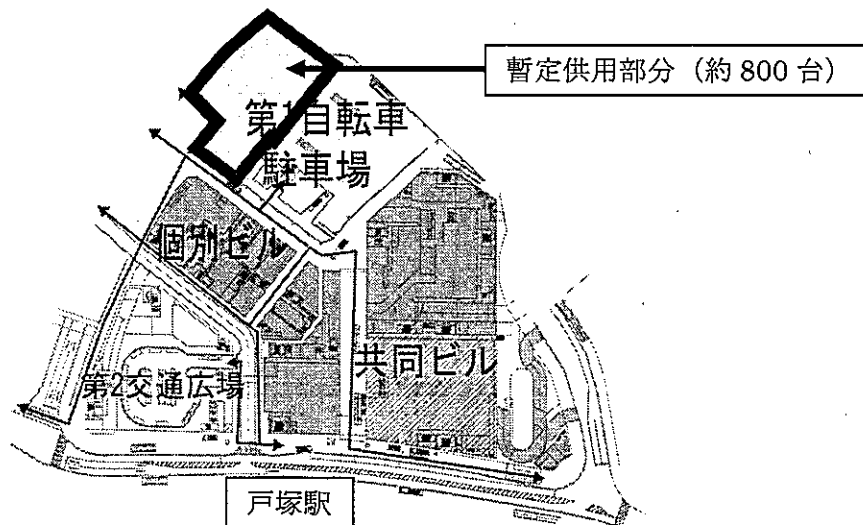 暫定供用部分（約 800 台）
第1自転車
駐車場
個別ビル
共同ビル
第2交通広場
戸塚駅